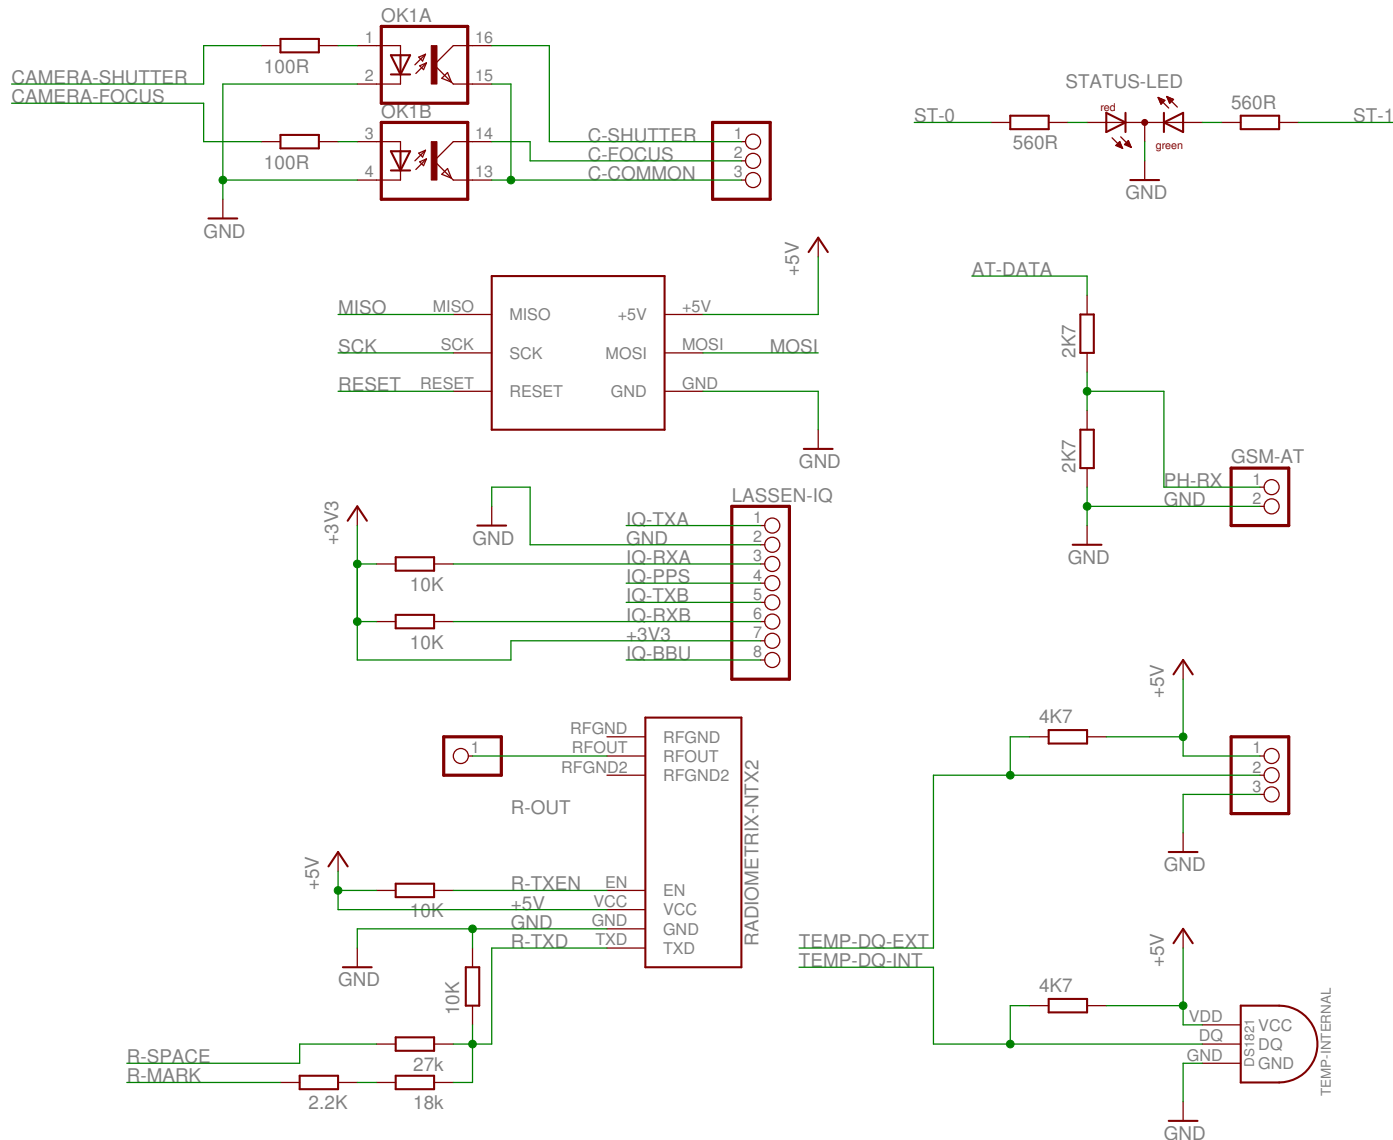 OK1A
1
16
100R
2
15
CAMERA-SHUTTER
CAMERA-FOCUS
OK1B
3
14
100R
4
13
C-SHUTTER
1
C-FOCUS
2
C-COMMON
3
GND
STATUS-LED
ST-0
red
560R
green
560R
ST-1
GND
+5V
MISO MISO MISO +5V +5V
SCK SCK SCK MOSI MOSI MOSI
RESET RESET RESET GND GND
GND
AT-DATA
2K7
2K7
GSM-AT
PH-RX 1
GND 2
GND
LASSEN-IQ
+3V3
GND
IQ-TXA 1
GND 2
IQ-RXA 3
10K
IQ-PPS 4
IQ-TXB 5
IQ-RXB 6
10K
+3V3 7
IQ-BBU 8
RFGND RFGND
1 RFOUT RFOUT
RFGND2 RFGND2
R-OUT
RADIOMETRIX-NTX2
+5V
10K
R-TXEN EN EN
+5V VCC VCC
GND GND GND
R-TXD TXD TXD
GND
10K
R-SPACE
27k
R-MARK
2.2K
18k
+5V
4K7
1
2
3
GND
TEMP-DQ-EXT
TEMP-DQ-INT
+5V
4K7
VDD VCC
DQ DQ
GND GND
DS1821
TEMP-INTERNAL
GND